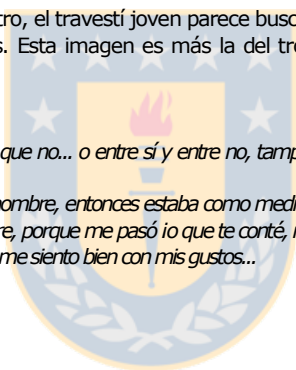 tro, el travestí joven parece busc
s. Esta imagen es más la del tr
que no... o entre sí y entre no, tamp
ombre, entonces estaba como medi
re, porque me pasó io que te conté,
me siento bien con mis gustos...